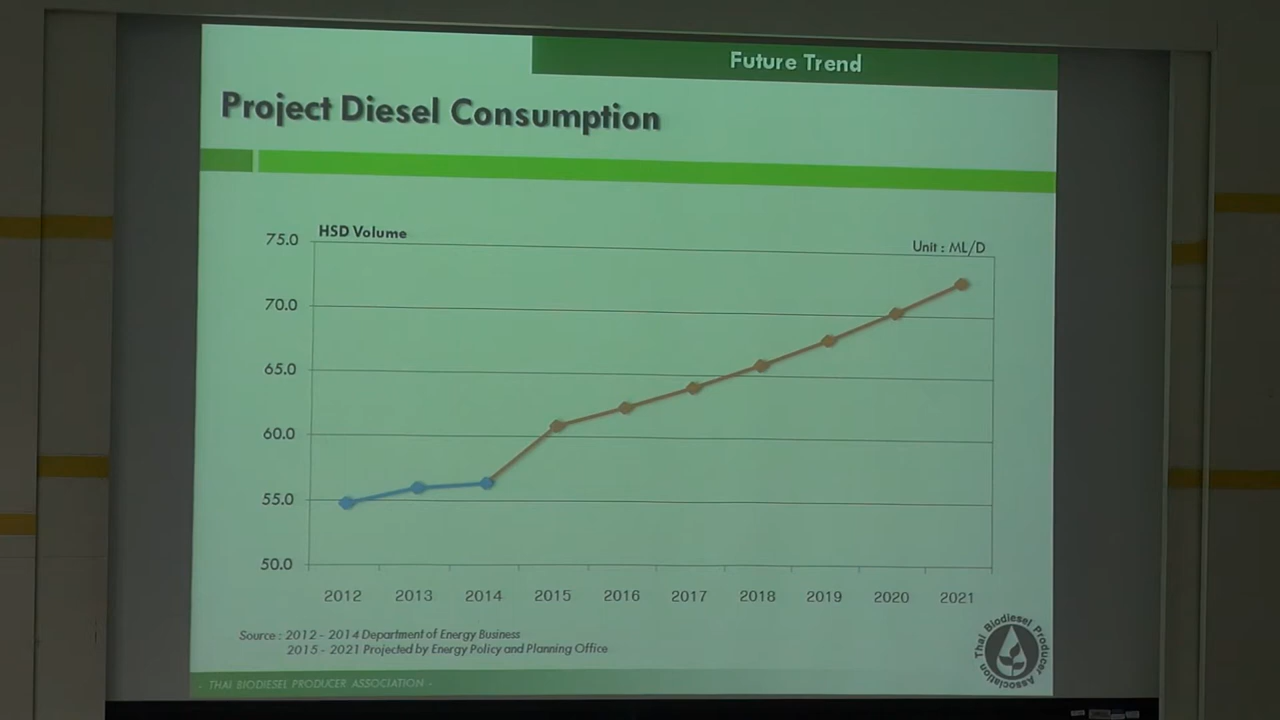 Future Trend
Project Diesel Consumption
HSD Volume
Unit : ML/D
75.0
70.0
65.0
60.0
55.0
50.0
2012 2013 2014 2015 2016 2017 2018 2019 2020 2021
Source : 2012 - 2014 Department of Energy Business
2015 - 2021 Projected by Energy Policy and Planning Office
- THAI BIODIESEL PRODUCER ASSOCIATION -
Thai Biodiesel Producer Association